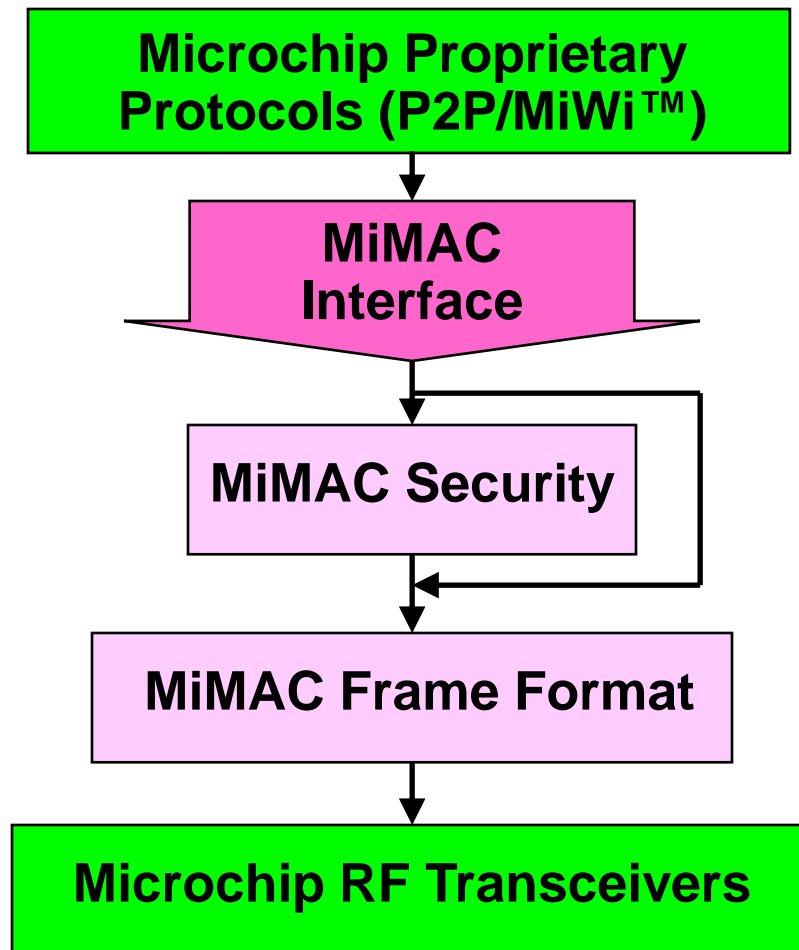 Microchip Proprietary
Protocols (P2P/MiWi™)
MiMAC
Interface
MiMAC Security
MiMAC Frame Format
Microchip RF Transceivers